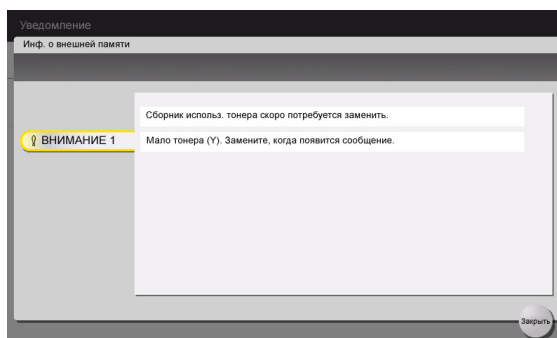 Уведомление
Инф. о внешней памяти
Сборник использ. тонера скоро потребуется заменить.
ВНИМАНИЕ 1
Мало тонера (Y). Замените, когда появится сообщение.
Закрыть